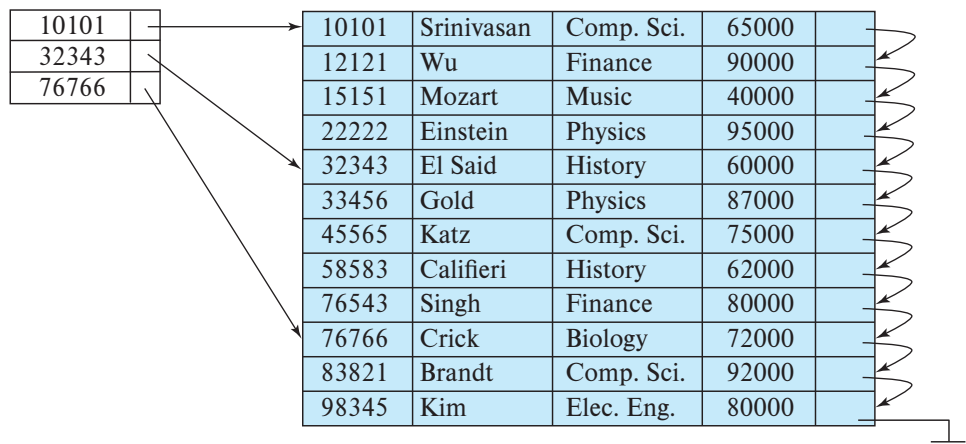 10101
32343
76766
10101 Srinivasan Comp. Sci. 65000
12121 Wu Finance 90000
15151 Mozart Music 40000
22222 Einstein Physics 95000
32343 El Said History 60000
33456 Gold Physics 87000
45565 Katz Comp. Sci. 75000
58583 Califieri History 62000
76543 Singh Finance 80000
76766 Crick Biology 72000
83821 Brandt Comp. Sci. 92000
98345 Kim Elec. Eng. 80000